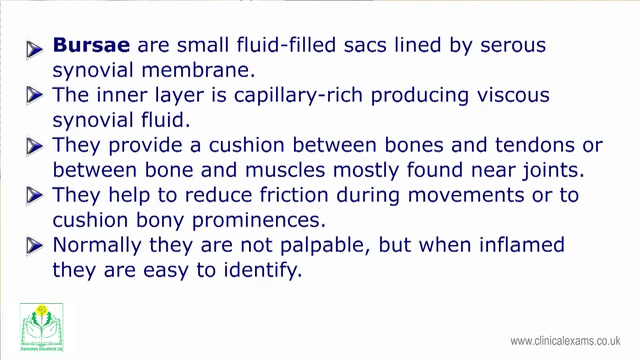 Bursae are small fluid-filled sacs lined by serous
synovial membrane.
The inner layer is capillary-rich producing viscous
synovial fluid.
They provide a cushion between bones and tendons or
between bone and muscles mostly found near joints.
They help to reduce friction during movements or to
cushion bony prominences.
Normally they are not palpable, but when inflamed
they are easy to identify.
www.clinicalexams.co.uk